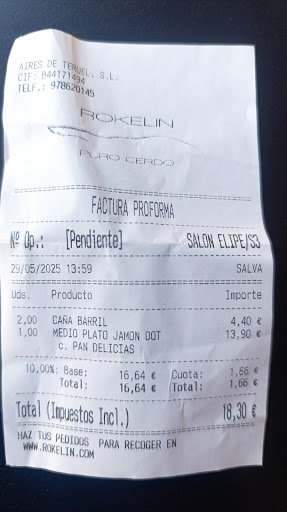 AIRES DE TERUEL, S.L.
CIF: B44171494
TELF.: 978620145
ROKELIN
PURO CERDO
FACTURA PROFORMA
Nº Op.: [Pendiente] SALON ELIPE/S3
29/05/2025 13:59 SALVA
Uds. Producto Importe
2,00 CAÑA BARRIL 4,40 €
1,00 MEDIO PLATO JAMON DOT 13,90 €
c. PAN DELICIAS
10,00%: Base: 16,64 € Cuota: 1,66 €
Total: 16,64 € Total: 1,66 €
Total (Impuestos Incl.) 18,30 €
HAZ TUS PEDIDOS PARA RECOGER EN
WWW.ROKELIN.COM